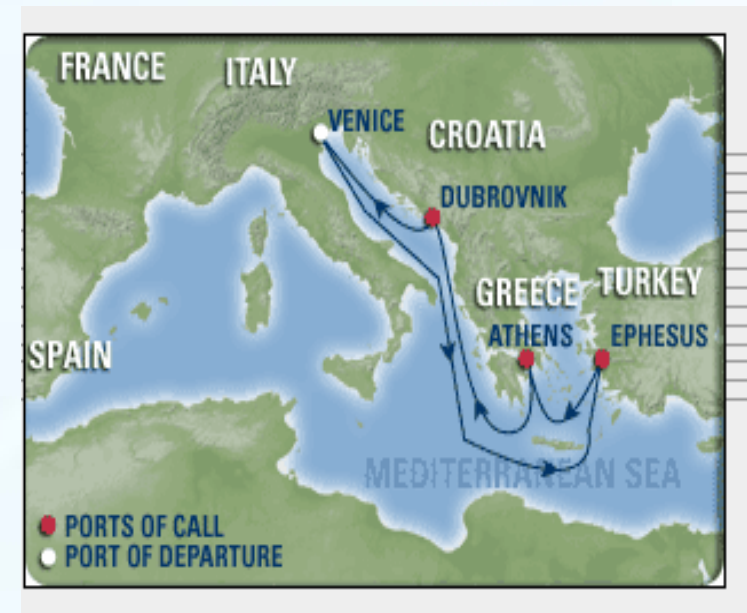 FRANCE
ITALY
VENICE
CROATIA
DUBROVNIK
GREECE
TURKEY
ATHENS
EPHESUS
SPAIN
MEDITERRANEAN SEA
PORTS OF CALL
PORT OF DEPARTURE